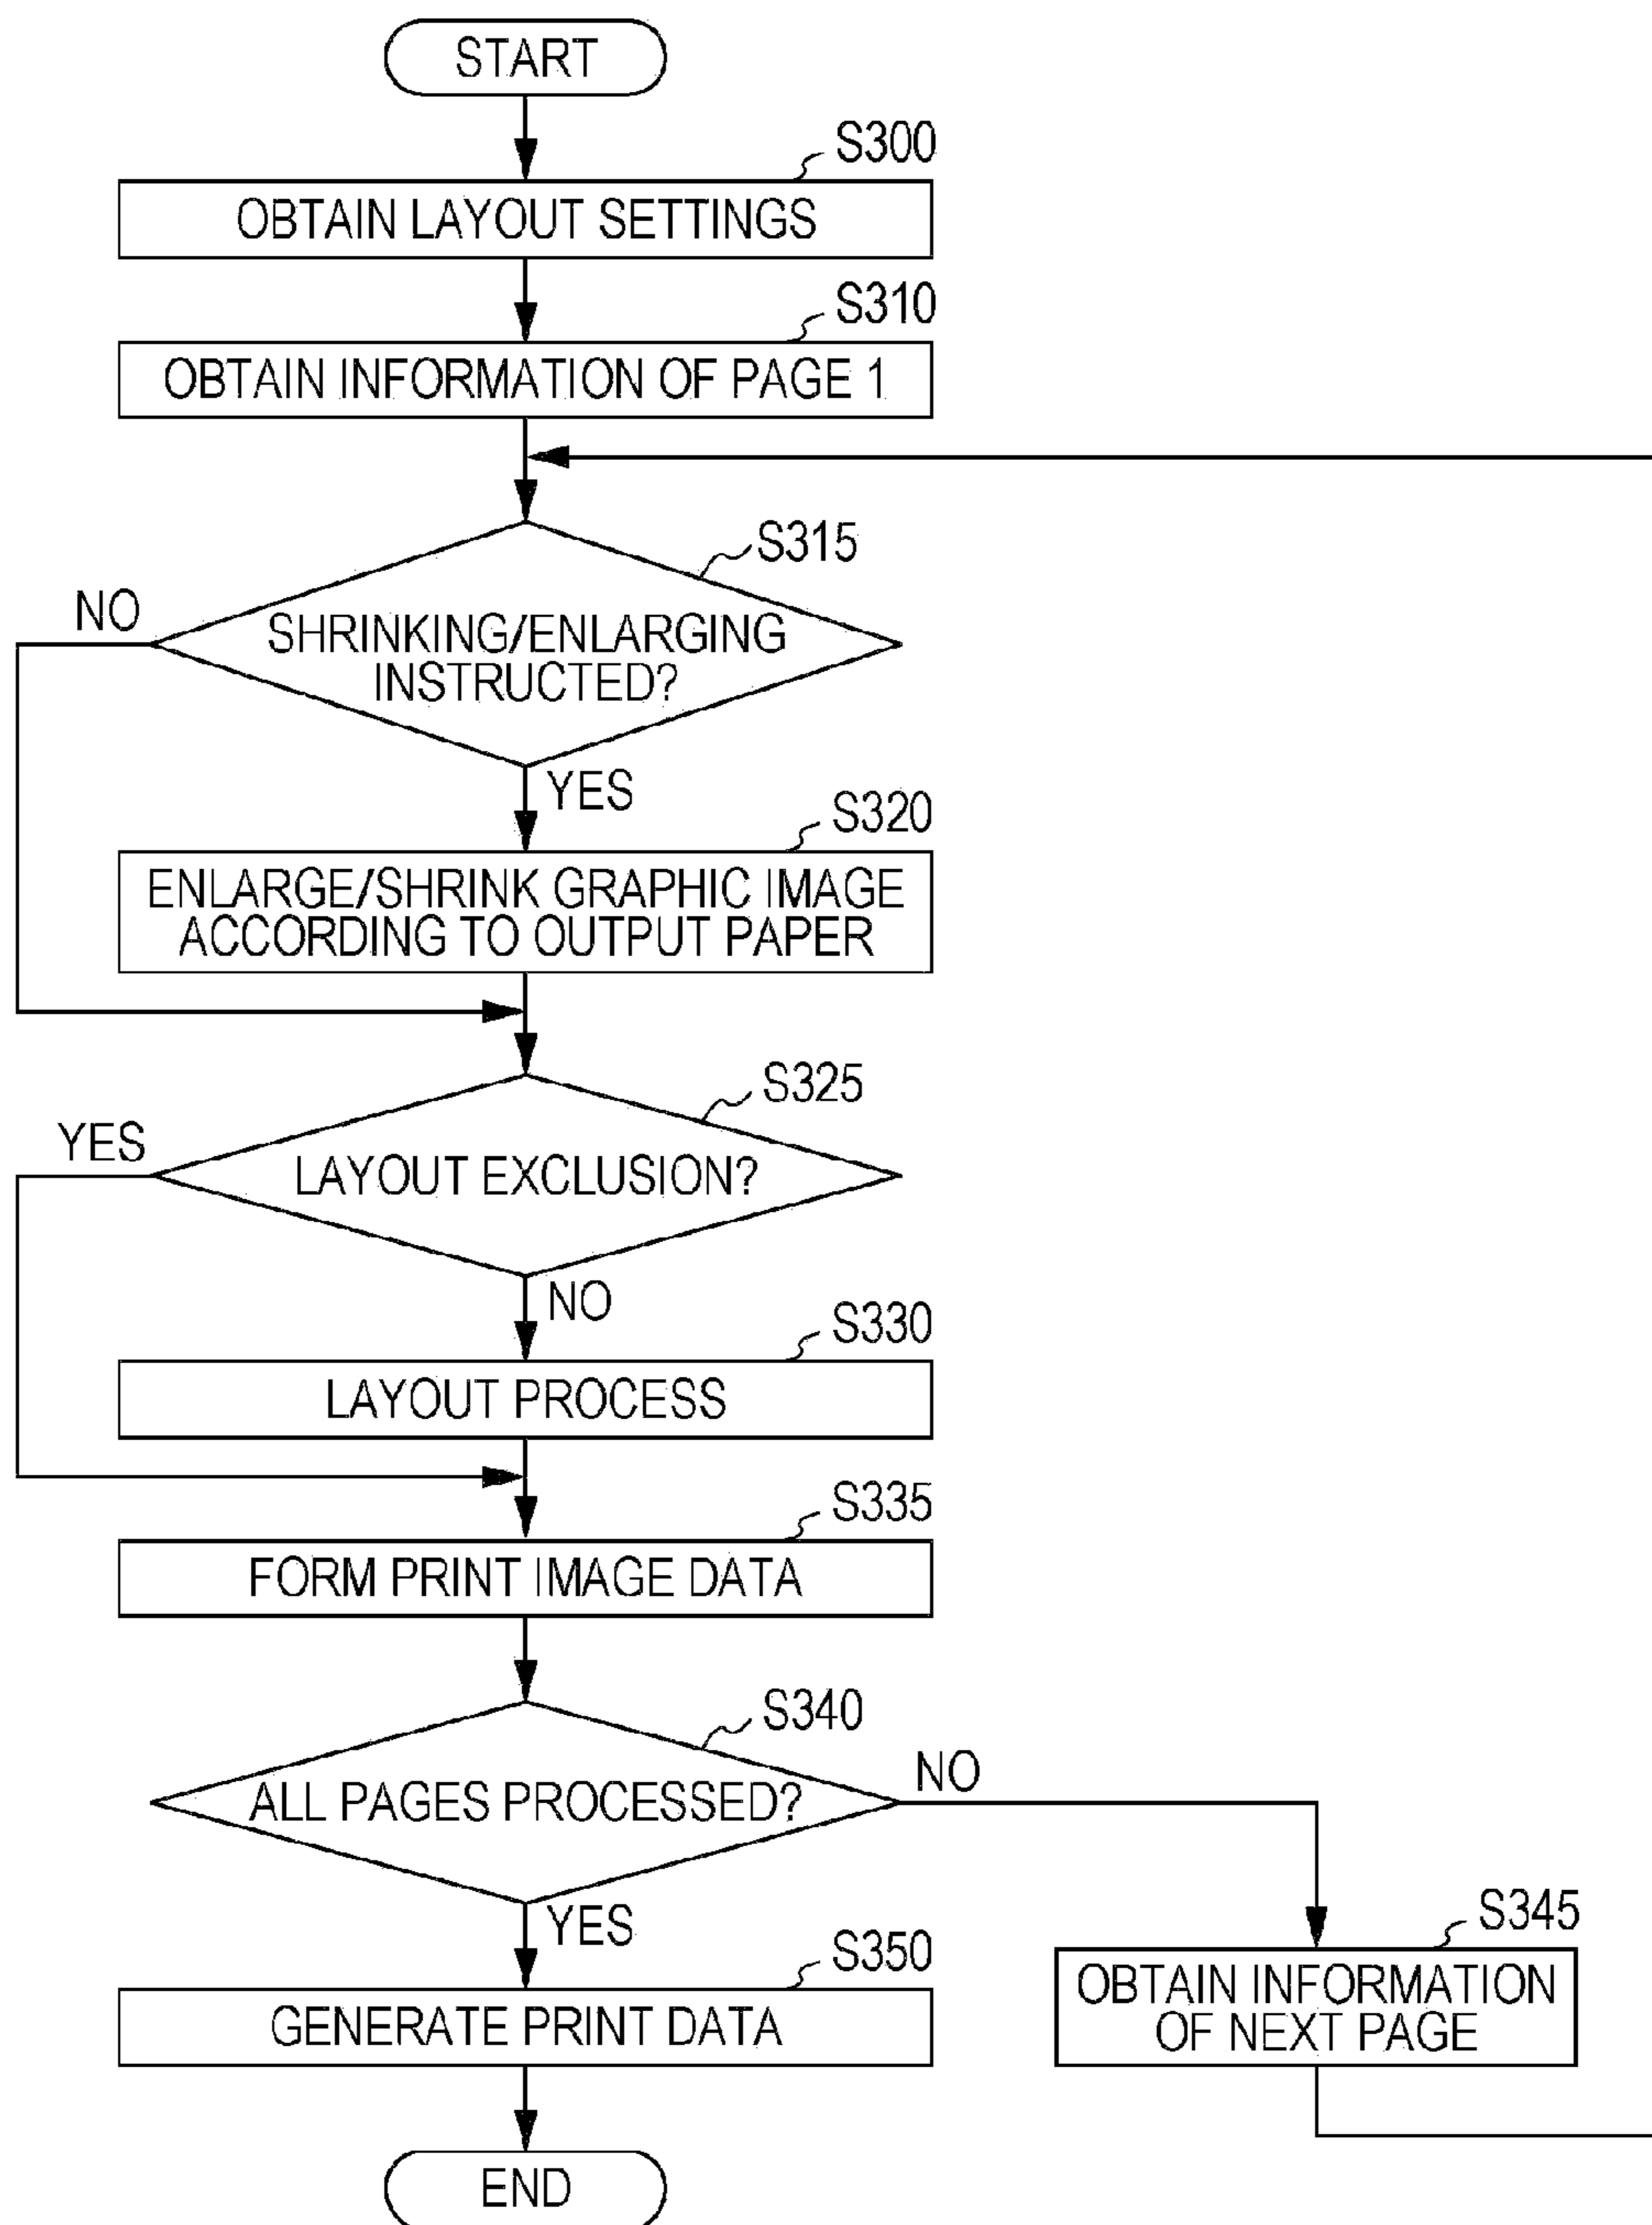 START
S300
OBTAIN LAYOUT SETTINGS
S310
OBTAIN INFORMATION OF PAGE 1
S315
NO
SHRINKING/ENLARGING
INSTRUCTED?
YES
S320
ENLARGE/SHRINK GRAPHIC IMAGE
ACCORDING TO OUTPUT PAPER
S325
YES
LAYOUT EXCLUSION?
NO
S330
LAYOUT PROCESS
S335
FORM PRINT IMAGE DATA
S340
NO
ALL PAGES PROCESSED?
YES
S345
OBTAIN INFORMATION
OF NEXT PAGE
S350
GENERATE PRINT DATA
END